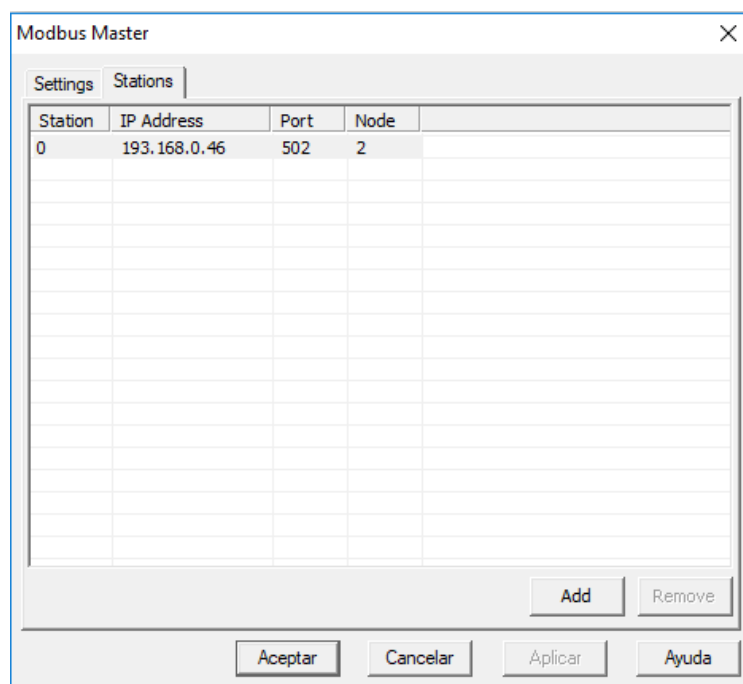 Modbus Master
Settings Stations
Station IP Address Port Node
0 193.168.0.46 502 2
Add Remove
Aceptar Cancelar Aplicar Ayuda